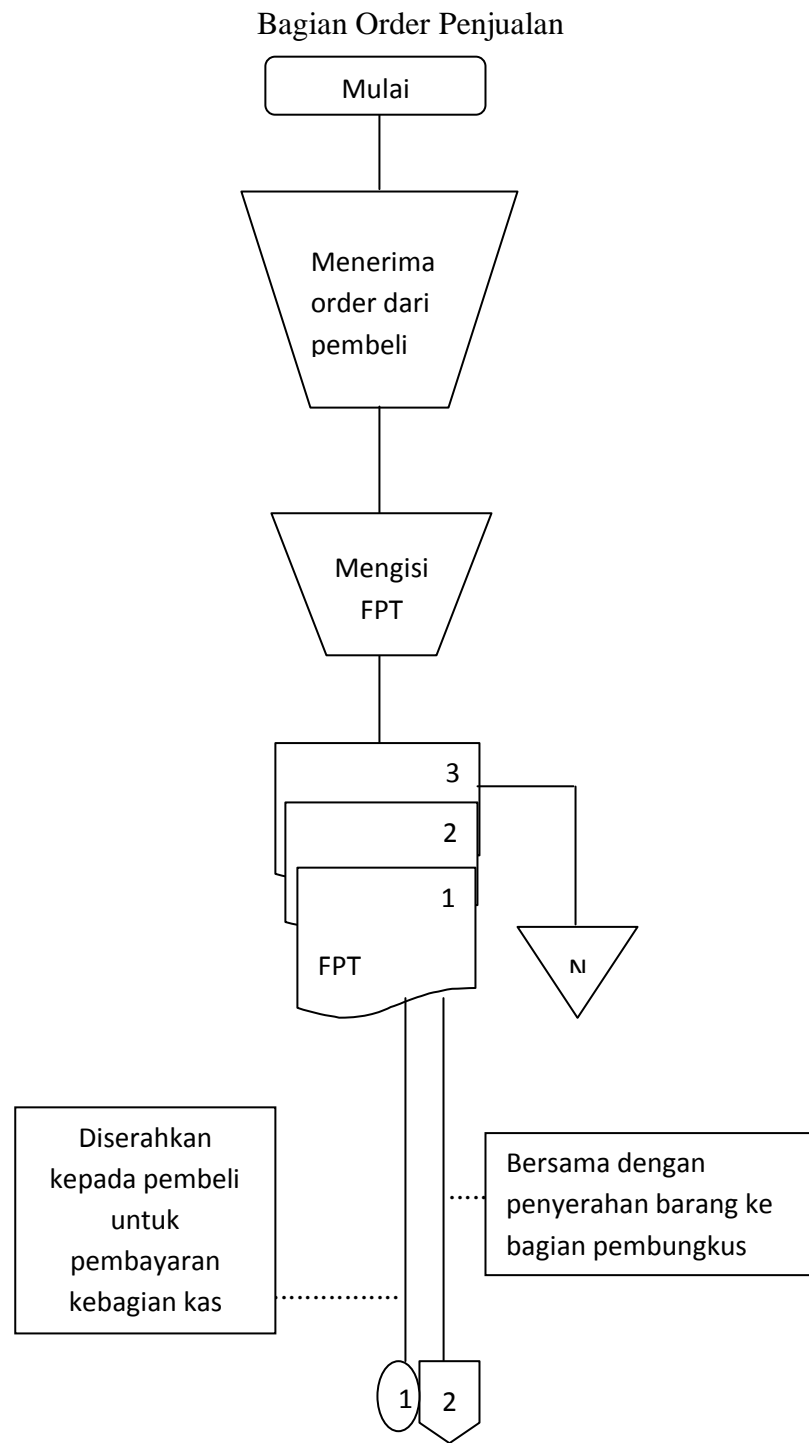 Bagian Order Penjualan
Mulai
Menerima
order dari
pembeli
Mengisi
FPT
3
2
1
FPT
N
Diserahkan
kepada pembeli
untuk
pembayaran
kebagian kas
Bersama dengan
penyerahan barang ke
bagian pembungkus
1
2